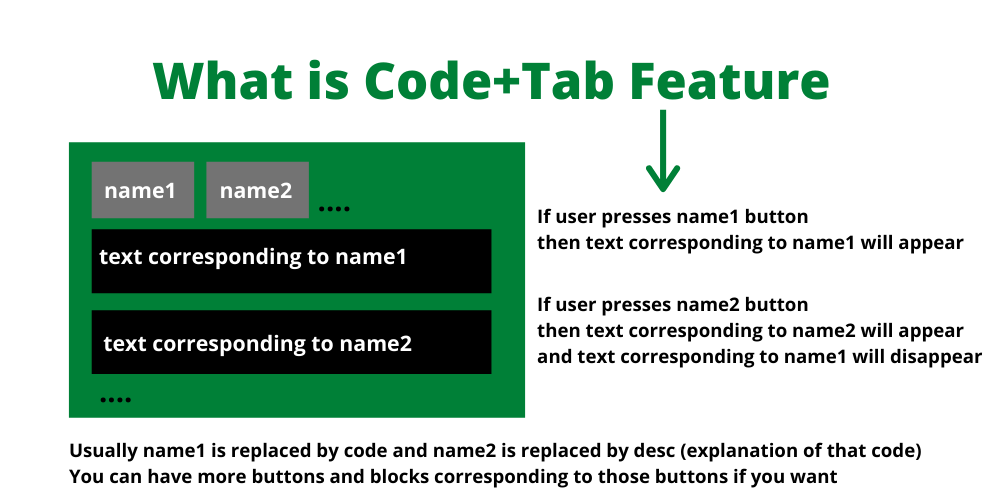 What is Code+Tab Feature
name1
name2
....
text corresponding to name1
text corresponding to name2
....
If user presses name1 button
then text corresponding to name1 will appear
If user presses name2 button
then text corresponding to name2 will appear
and text corresponding to name1 will disappear
Usually name1 is replaced by code and name2 is replaced by desc (explanation of that code)
You can have more buttons and blocks corresponding to those buttons if you want